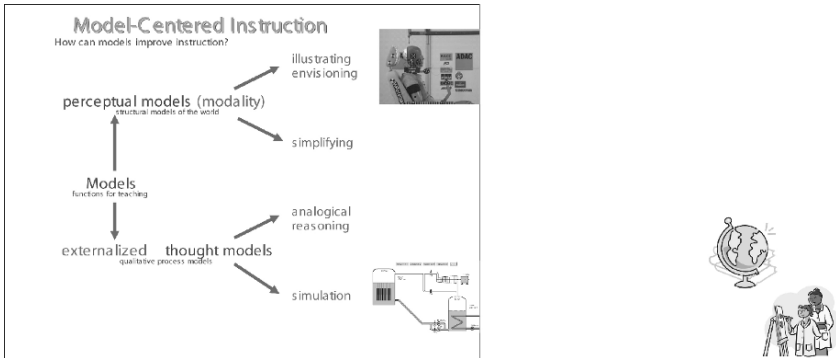 Model-Centered Instruction
How can models improve instruction?
illustrating
envisioning
perceptual models (modality)
structural models of the world
simplifying
Models
functions for teaching
analogical
reasoning
externalized thought models
qualitative process models
simulation
ADAC